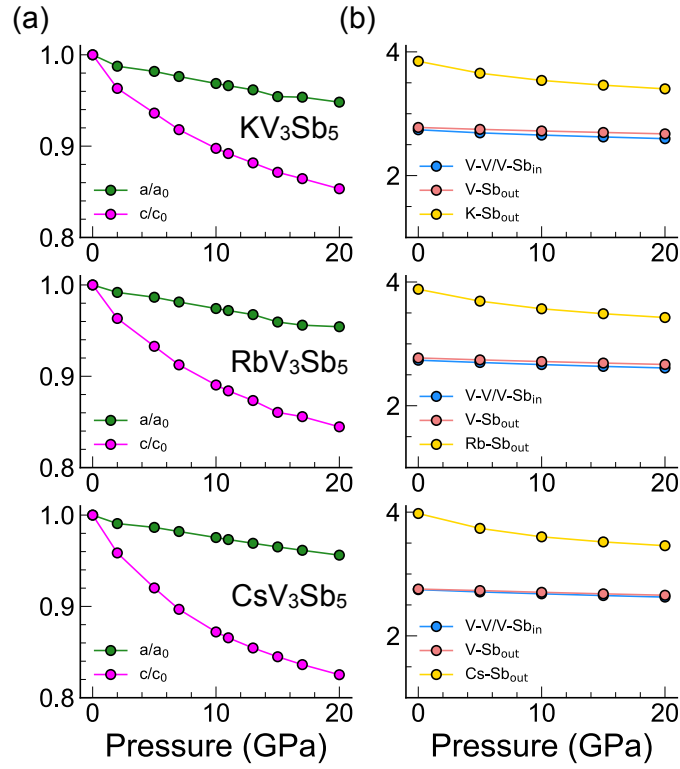 (a)
1.0
0.9
0.8
KV₃Sb₅
a/a₀
c/c₀
0 10 20
(b)
4
2
V-V/V-Sbᵢₙ
V-Sbₒᵤₜ
K-Sbₒᵤₜ
0 10 20
1.0
0.9
0.8
RbV₃Sb₅
a/a₀
c/c₀
0 10 20
4
2
V-V/V-Sbᵢₙ
V-Sbₒᵤₜ
Rb-Sbₒᵤₜ
0 10 20
1.0
0.9
0.8
CsV₃Sb₅
a/a₀
c/c₀
0 10 20
Pressure (GPa)
4
2
V-V/V-Sbᵢₙ
V-Sbₒᵤₜ
Cs-Sbₒᵤₜ
0 10 20
Pressure (GPa)